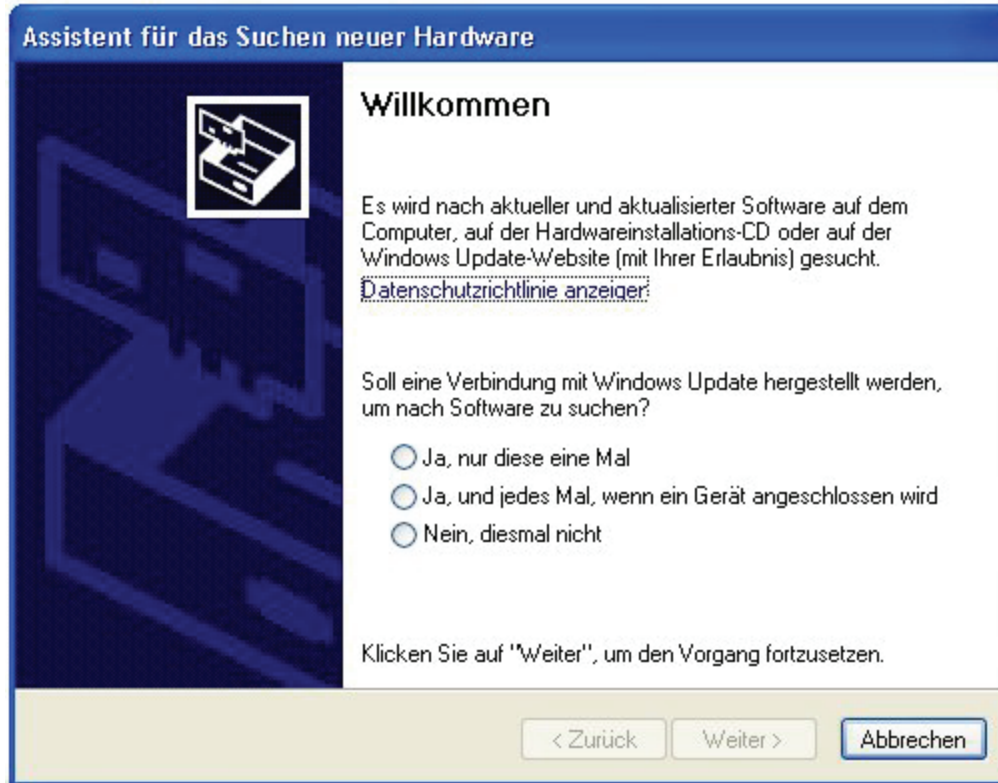 Assistent für das Suchen neuer Hardware
Willkommen
Es wird nach aktueller und aktualisierter Software auf dem
Computer, auf der Hardwareinstallations-CD oder auf der
Windows Update-Website (mit Ihrer Erlaubnis) gesucht.
Datenschutzrichtlinie anzeigen
Soll eine Verbindung mit Windows Update hergestellt werden,
um nach Software zu suchen?
Ja, nur diese eine Mal
Ja, und jedes Mal, wenn ein Gerät angeschlossen wird
Nein, diesmal nicht
Klicken Sie auf "Weiter", um den Vorgang fortzusetzen.
< Zurück Weiter > Abbrechen